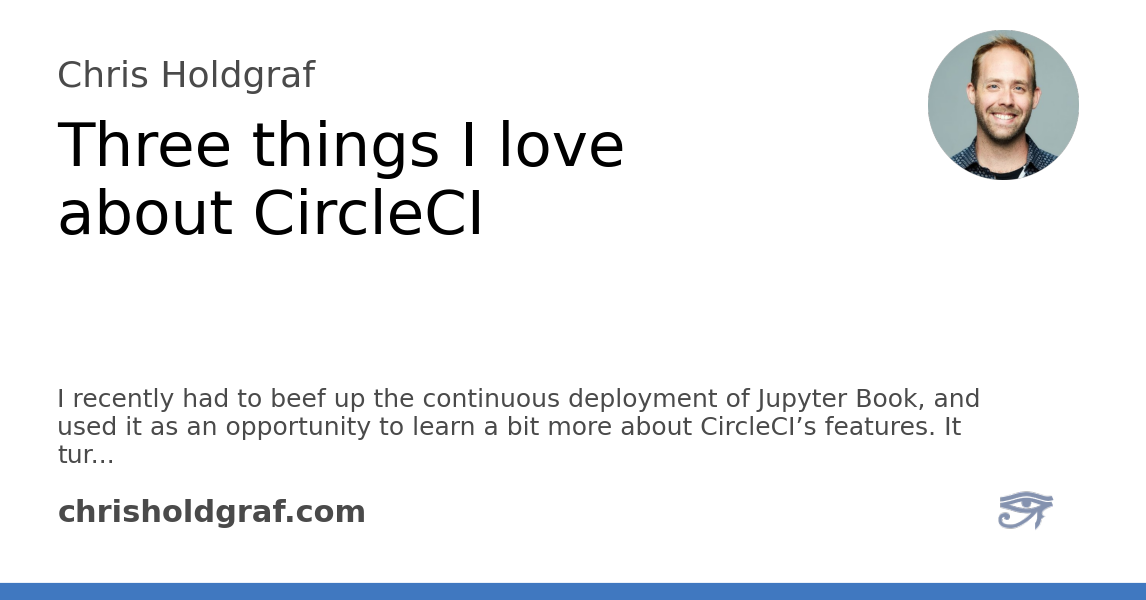 Chris Holdgraf
Three things I love
about CircleCI
I recently had to beef up the continuous deployment of Jupyter Book, and
used it as an opportunity to learn a bit more about CircleCI’s features. It
tur...
chrisholdgraf.com